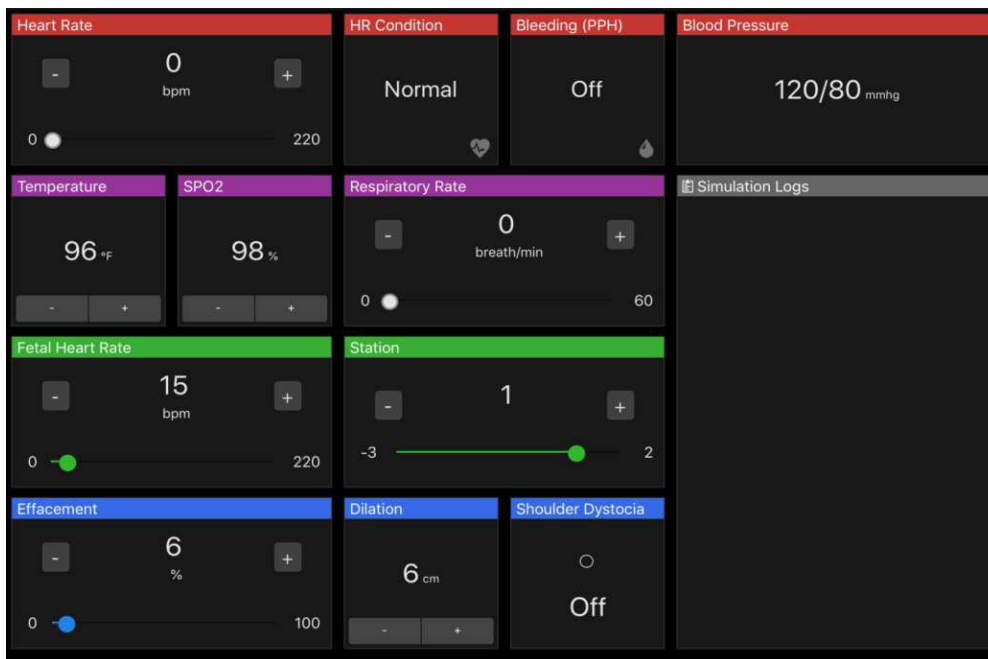 Heart Rate
- 0 +
bpm
0 220
HR Condition
Normal
Bleeding (PPH)
Off
Blood Pressure
120/80 mmhg
Temperature
96 °F
- +
SPO2
98 %
- +
Respiratory Rate
- 0 +
breath/min
0 60
Simulation Logs
Fetal Heart Rate
- 15 +
bpm
0 220
Station
- 1 +
-3 2
Effacement
- 6 +
%
0 100
Dilation
6 cm
- +
Shoulder Dystocia
Off